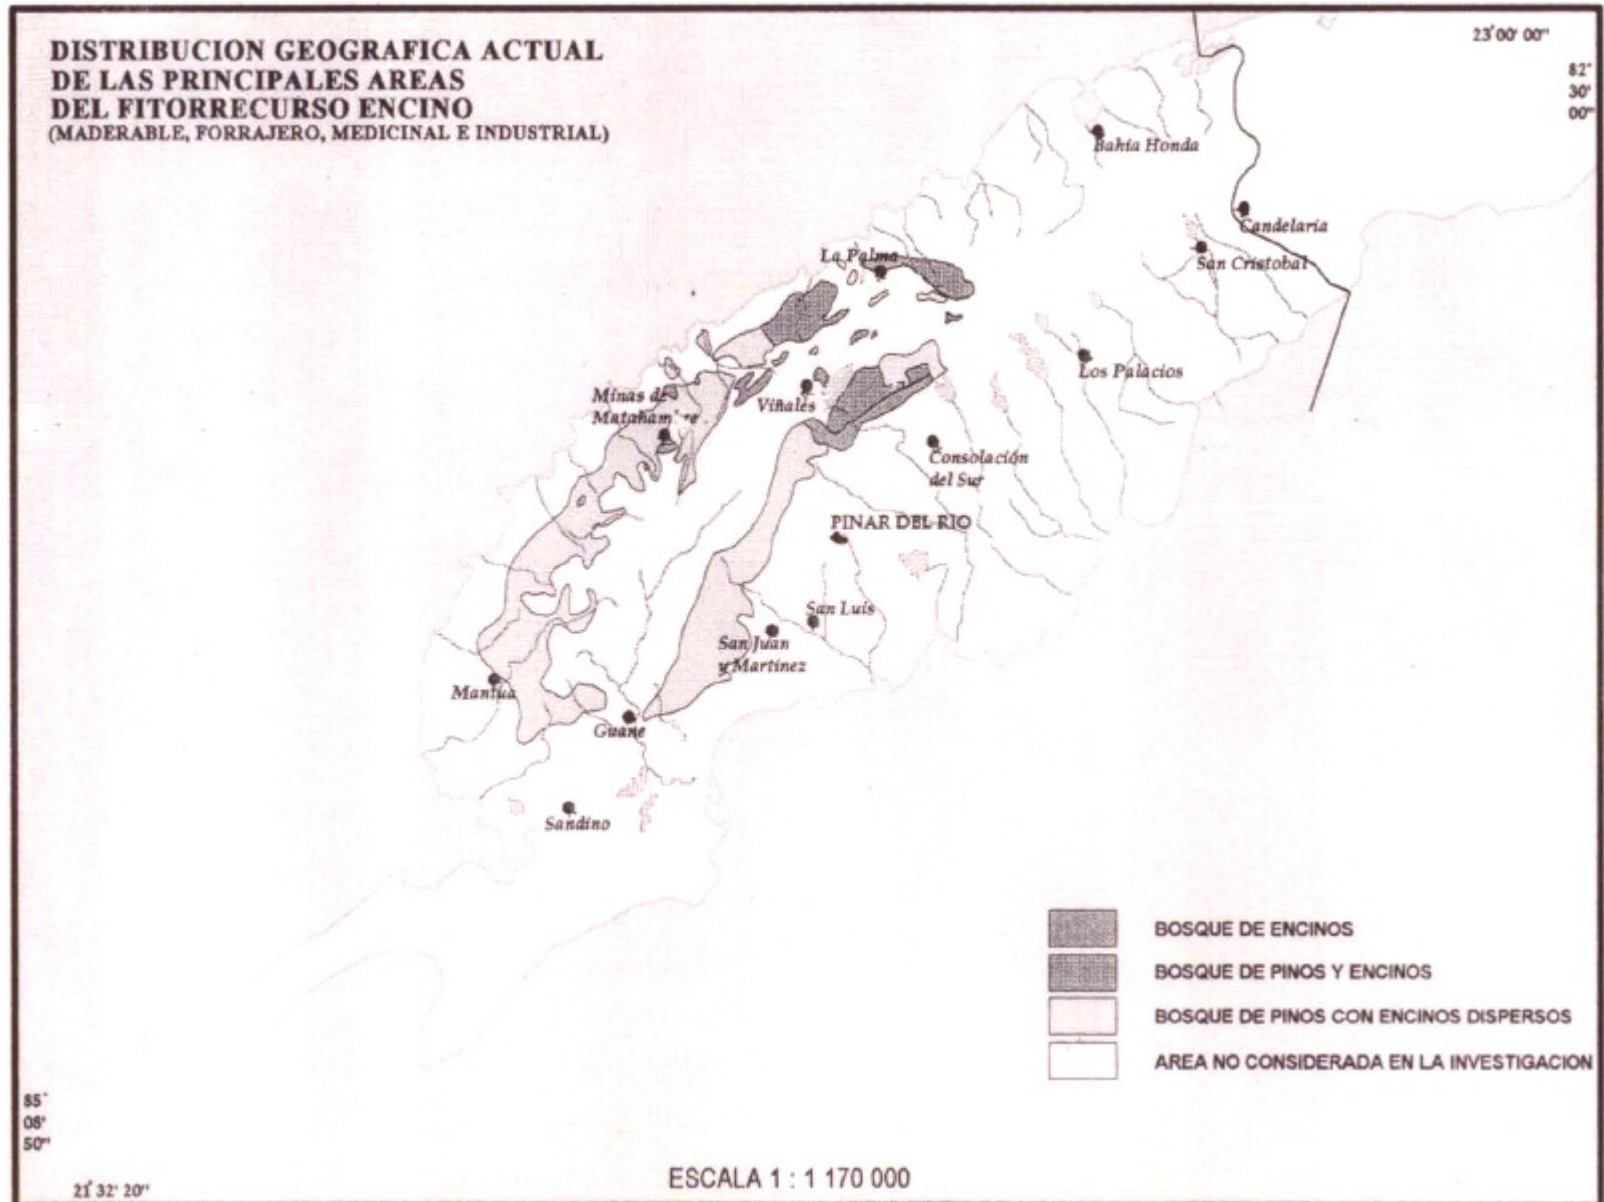 DISTRIBUCION GEOGRAFICA ACTUAL
DE LAS PRINCIPALES AREAS
DEL FITORRECURSO ENCINO
(MADERABLE, FORRAJERO, MEDICINAL E INDUSTRIAL)
23°00' 00"
82°
30'
00"
Bahía Honda
Candelaria
San Cristobal
La Palma
Los Palacios
Minas de
Viñales
Consolación
del Sur
PINAR DEL RIO
San Luis
San Juan
y Martínez
Mantua
Guane
Sandino
BOSQUE DE ENCINOS
BOSQUE DE PINOS Y ENCINOS
BOSQUE DE PINOS CON ENCINOS DISPERSOS
AREA NO CONSIDERADA EN LA INVESTIGACION
85°
08'
50"
21° 32' 20"
ESCALA 1 : 1 170 000